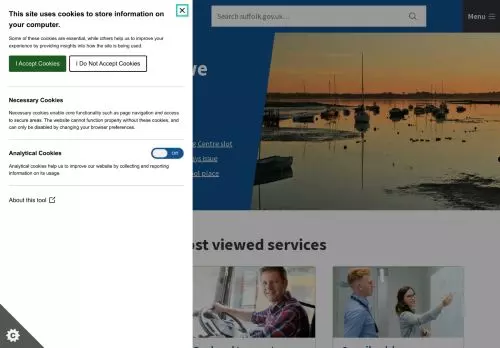 This site uses cookies to store information on
your computer.
Some of these cookies are essential, while others help us to improve your
experience by providing insights into how the site is being used.
I Accept Cookies
I Do Not Accept Cookies
Necessary Cookies
Necessary cookies enable core functionality such as page navigation and access
to secure areas. The website cannot function properly without these cookies, and
can only be disabled by changing your browser preferences.
Analytical Cookies
Off
Analytical cookies help us to improve our website by collecting and reporting
information on its usage.
About this tool
Search suffolk.gov.uk...
Menu
we
Centre slot
issue
place
ost viewed services